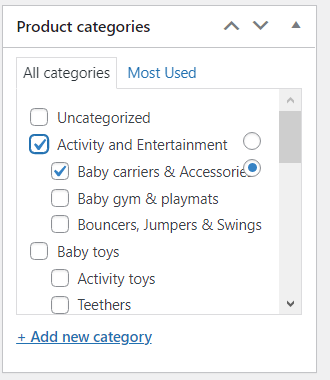 Product categories
All categories
Most Used
Uncategorized
Activity and Entertainment
Baby carriers & Accessorie
Baby gym & playmats
Bouncers, Jumpers & Swings
Baby toys
Activity toys
Teethers
+ Add new category